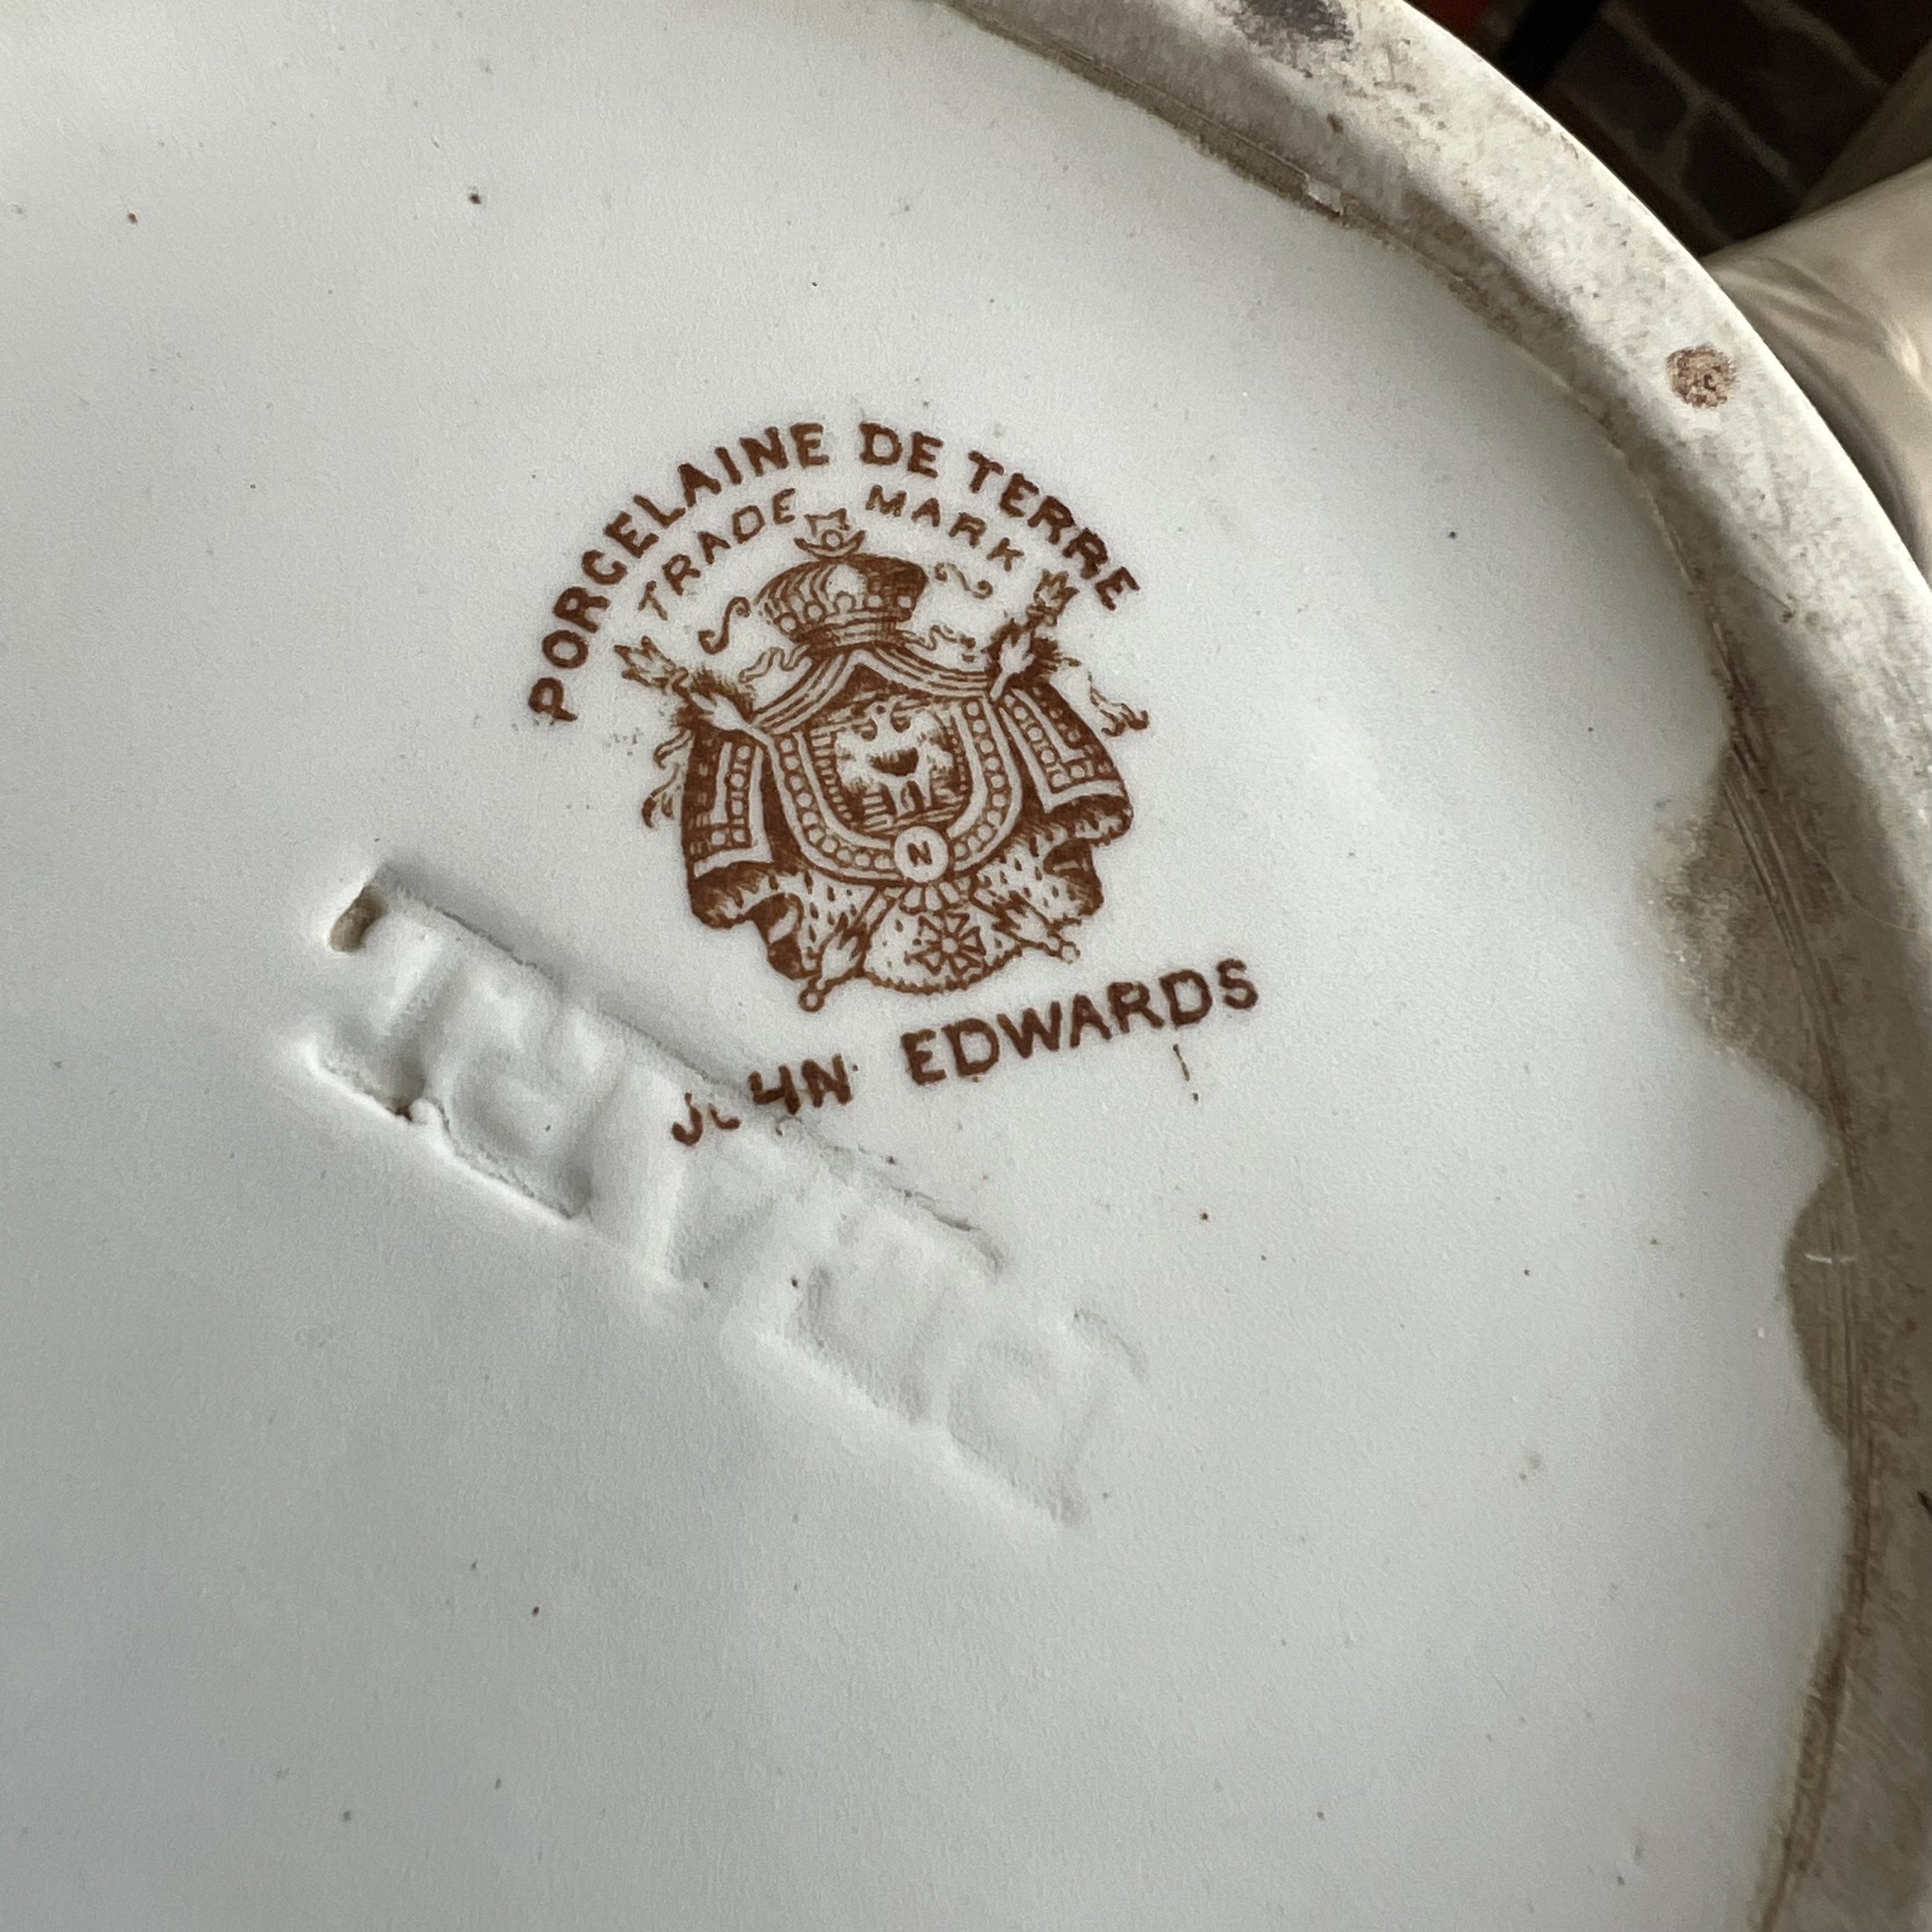 PORCELAINE DE TERRE
TRADE MARK
N
JOHN EDWARDS